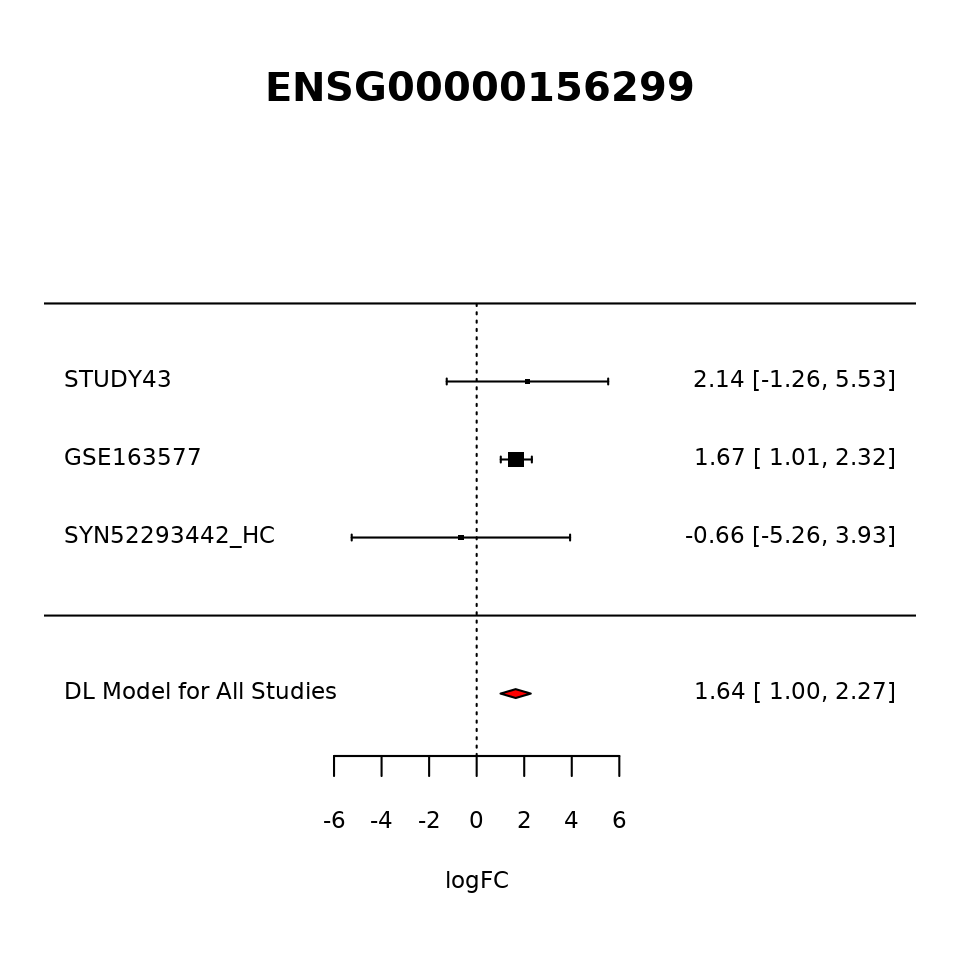 ENSG00000156299
STUDY43 2.14 [-1.26, 5.53]
GSE163577 1.67 [ 1.01, 2.32]
SYN52293442_HC -0.66 [-5.26, 3.93]
DL Model for All Studies 1.64 [ 1.00, 2.27]
-6 -4 -2 0 2 4 6
logFC